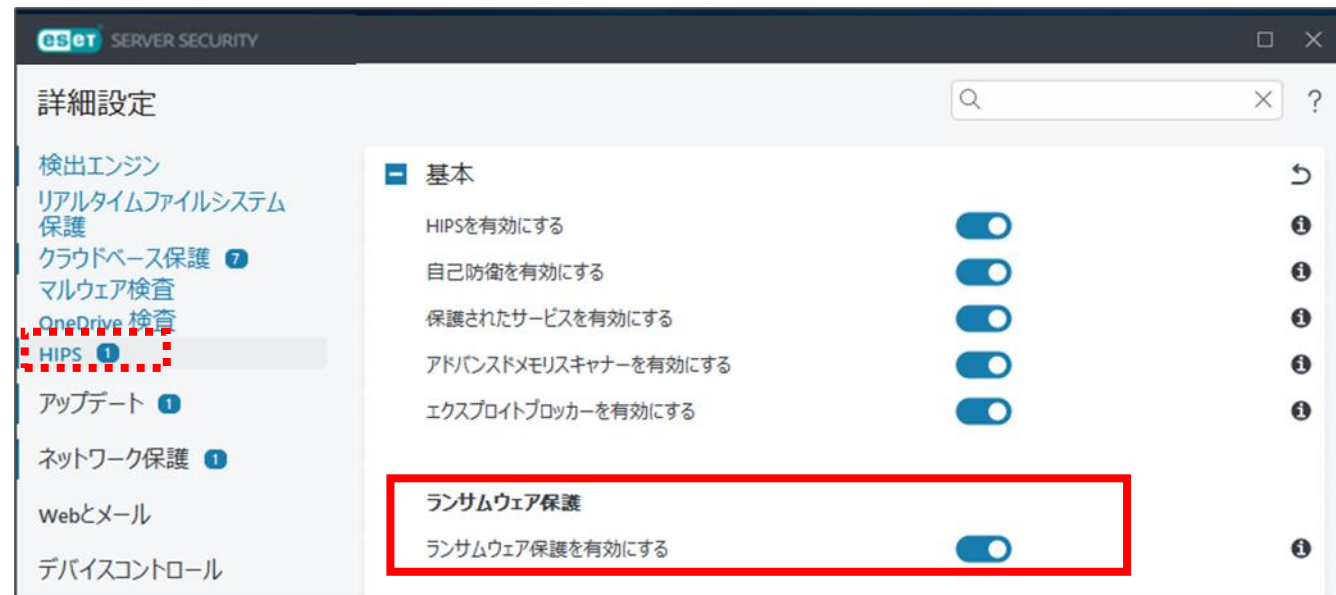 eset SERVER SECURITY
詳細設定
?
検出エンジン
リアルタイムファイルシステム
保護
クラウドベース保護 7
マルウェア検査
OneDrive 検査
HIPS 1
アップデート 1
ネットワーク保護 1
Webとメール
デバイスコントロール
基本
HIPSを有効にする
自己防衛を有効にする
保護されたサービスを有効にする
アドバンスドメモリスキャナーを有効にする
エクスプロイトブロッカーを有効にする
ランサムウェア保護
ランサムウェア保護を有効にする